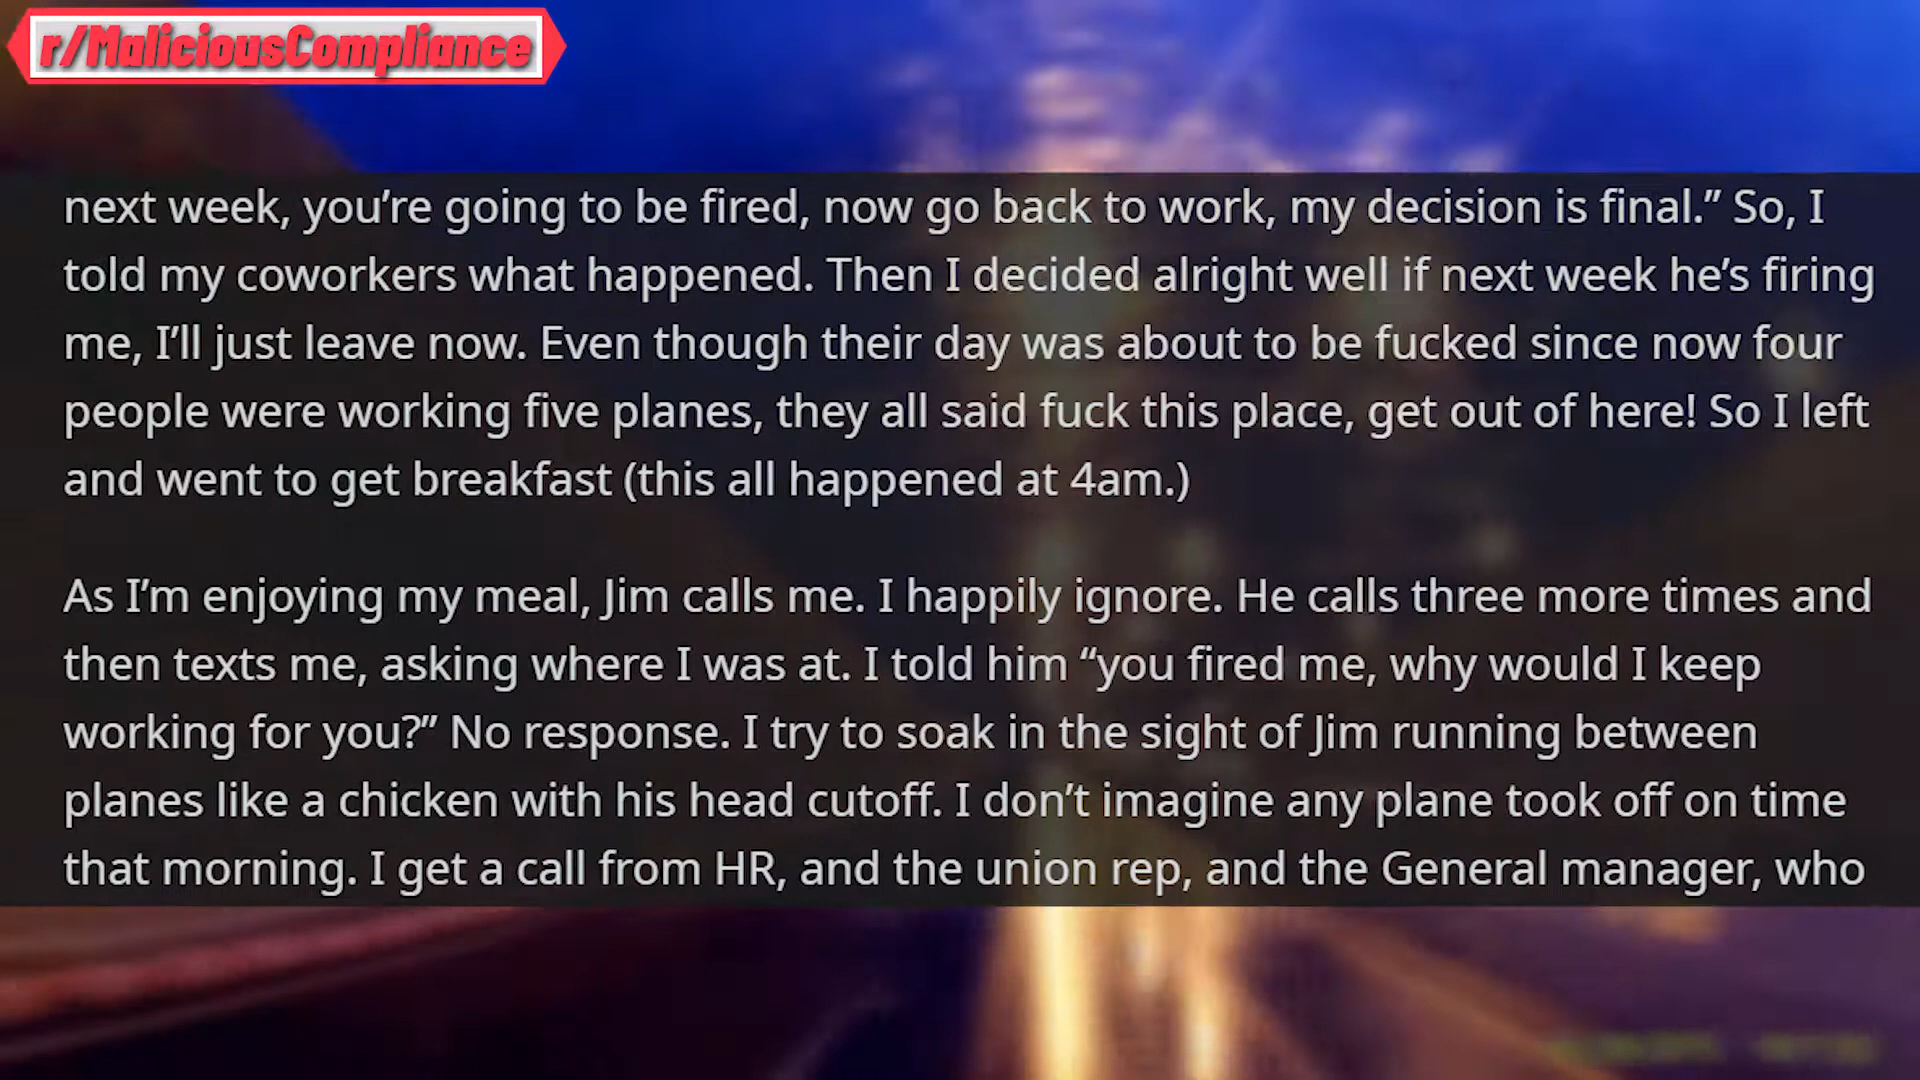 r/MaliciousCompliance
next week, you’re going to be fired, now go back to work, my decision is final.” So, I
told my coworkers what happened. Then I decided alright well if next week he’s firing
me, I’ll just leave now. Even though their day was about to be fucked since now four
people were working five planes, they all said fuck this place, get out of here! So I left
and went to get breakfast (this all happened at 4am.)
As I’m enjoying my meal, Jim calls me. I happily ignore. He calls three more times and
then texts me, asking where I was at. I told him “you fired me, why would I keep
working for you?” No response. I try to soak in the sight of Jim running between
planes like a chicken with his head cutoff. I don’t imagine any plane took off on time
that morning. I get a call from HR, and the union rep, and the General manager, who